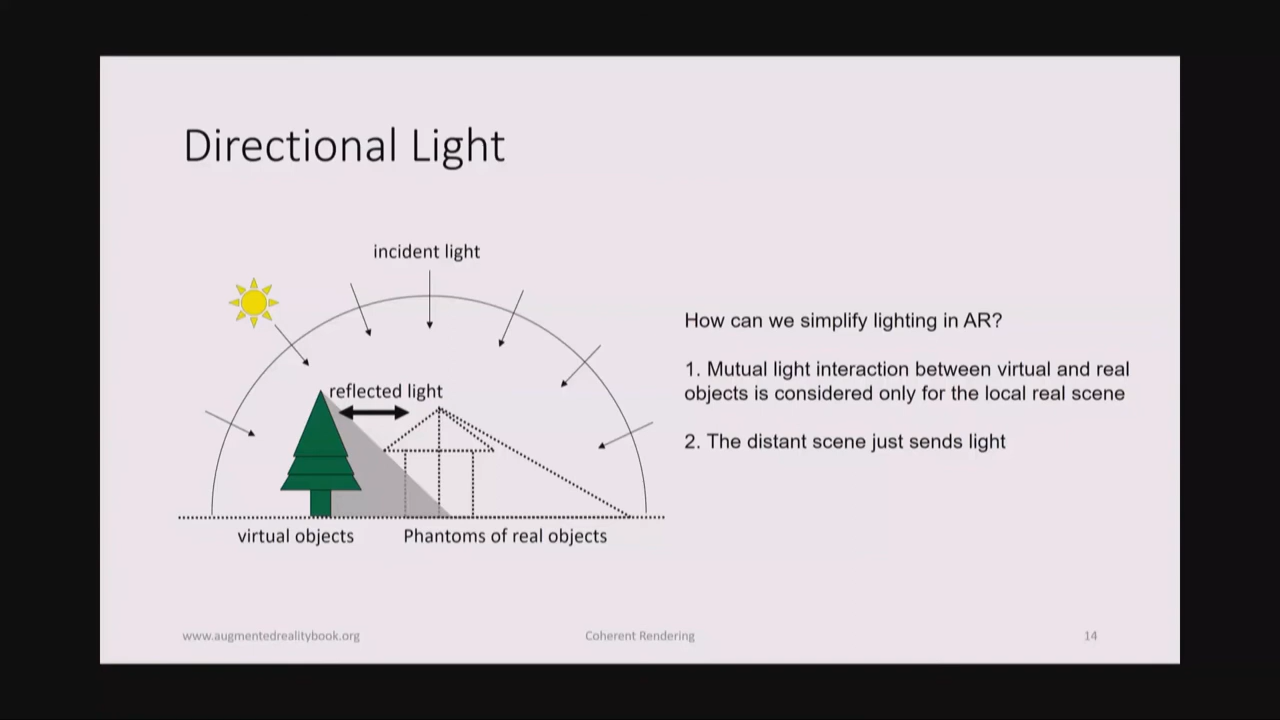 Directional Light
incident light
reflected light
virtual objects
Phantoms of real objects
How can we simplify lighting in AR?
1. Mutual light interaction between virtual and real
objects is considered only for the local real scene
2. The distant scene just sends light
www.augmentedrealitybook.org
Coherent Rendering
14